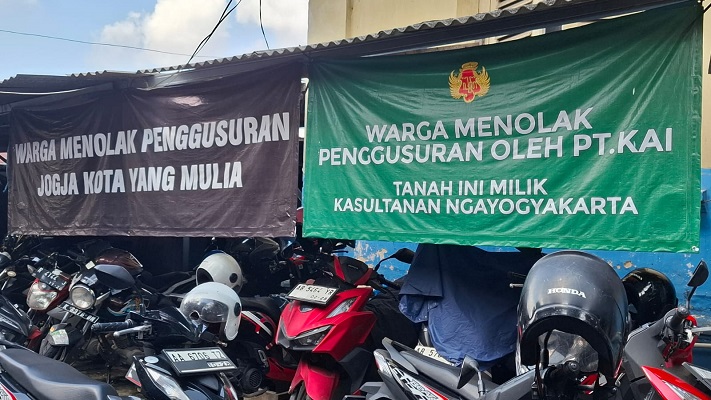 WARGA MENOLAK PENGGUSURAN
JOGJA KOTA YANG MULIA
WARGA MENOLAK
PENGGUSURAN OLEH PT.KAI
TANAH INI MILIK
KASULTANAN NGAYOGYAKARTA
HONDA